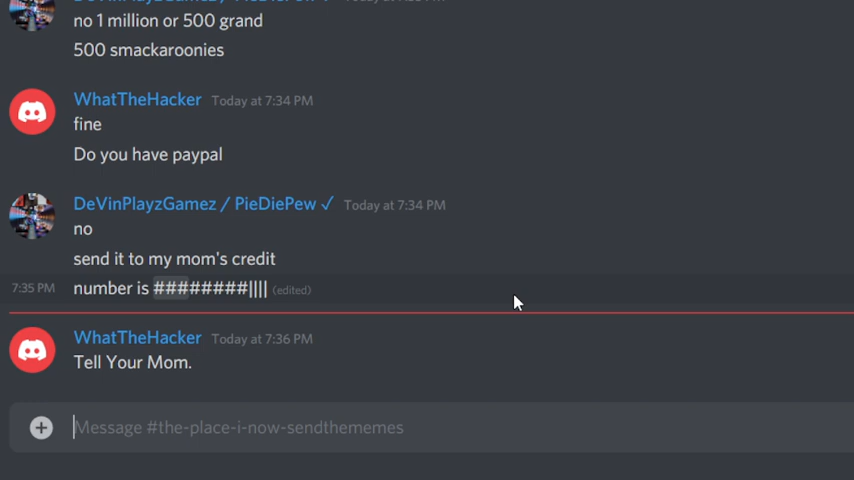 no 1 million or 500 grand
500 smackaroonies
WhatTheHacker Today at 7:34 PM
fine
Do you have paypal
DeVinPlayzGamez / PieDiePew ✓ Today at 7:34 PM
no
send it to my mom's credit
7:35 PM number is ########|||| (edited)
WhatTheHacker Today at 7:36 PM
Tell Your Mom.
Message #the-place-i-now-sendthememes